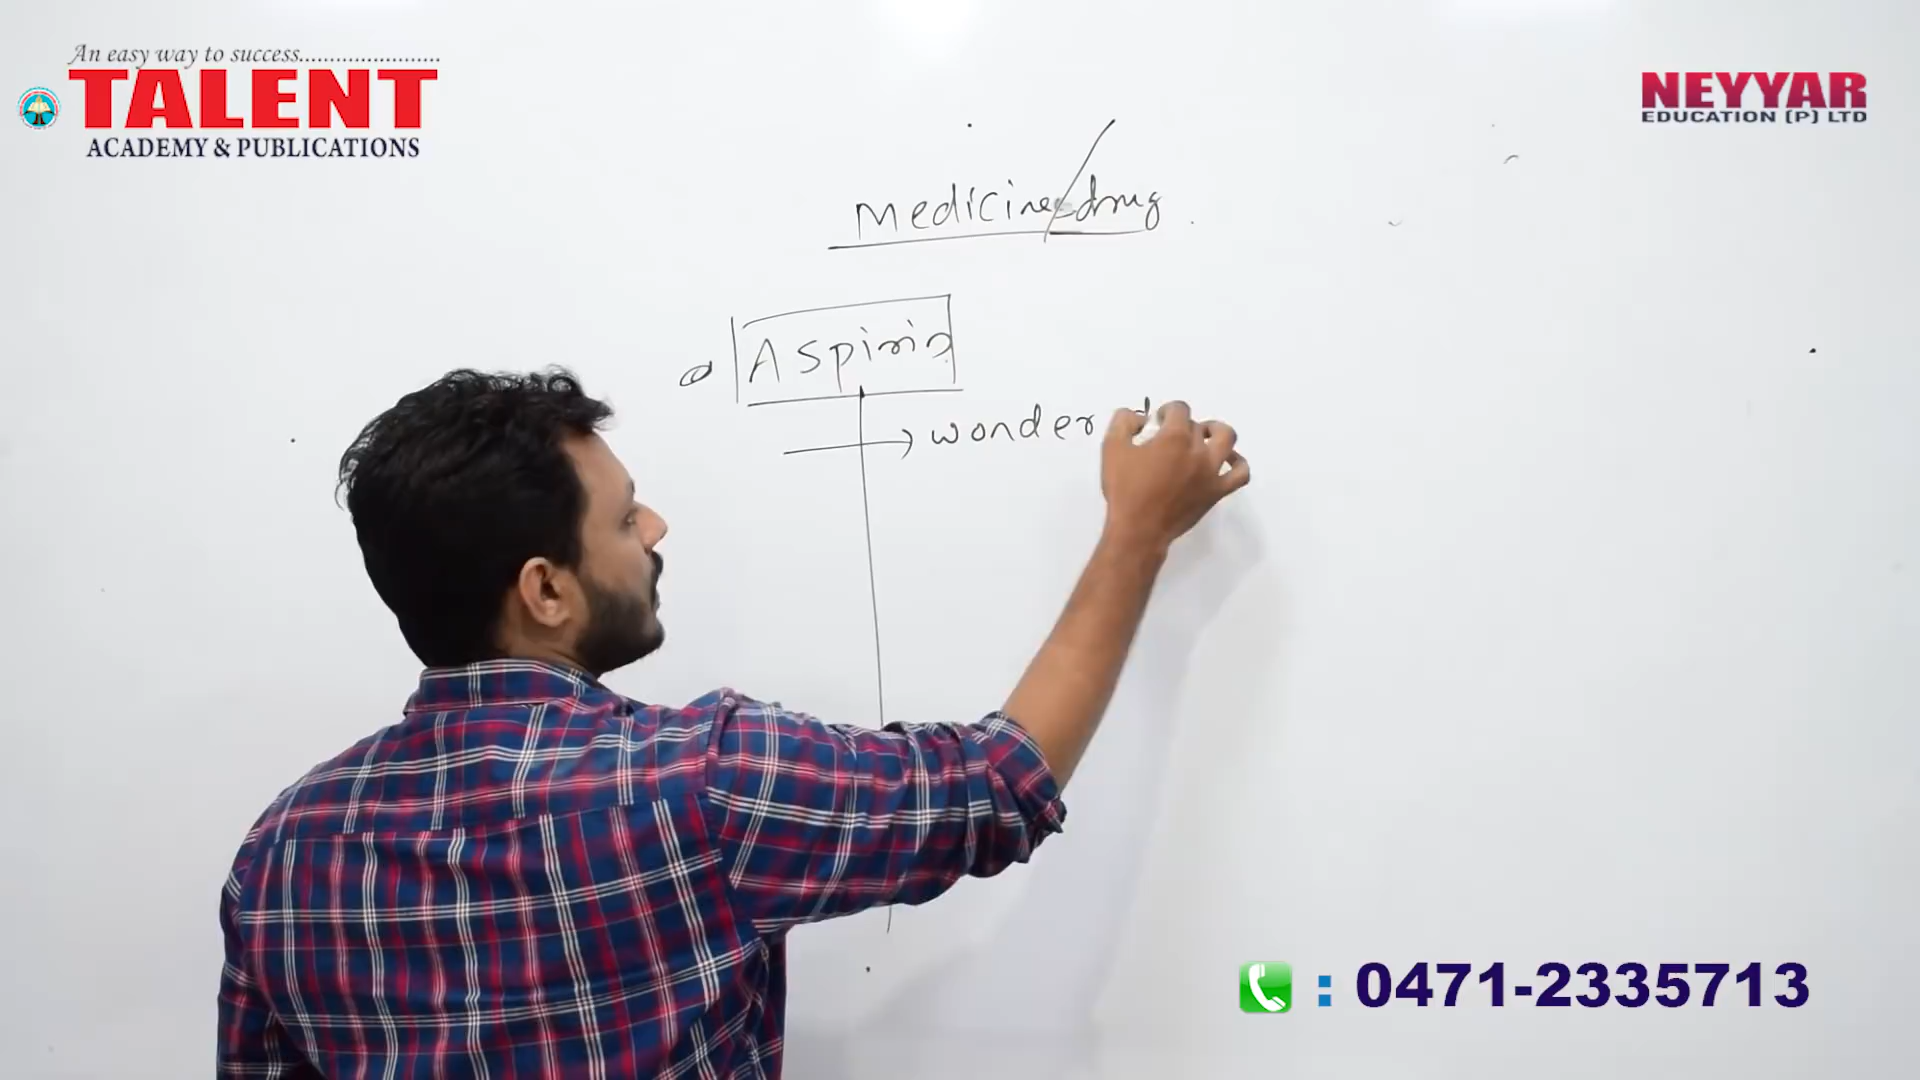 An easy way to success.......................
TALENT
ACADEMY & PUBLICATIONS
NEYYAR
EDUCATION (P) LTD
Medicine/drug
Aspirin
wonder d
: 0471-2335713